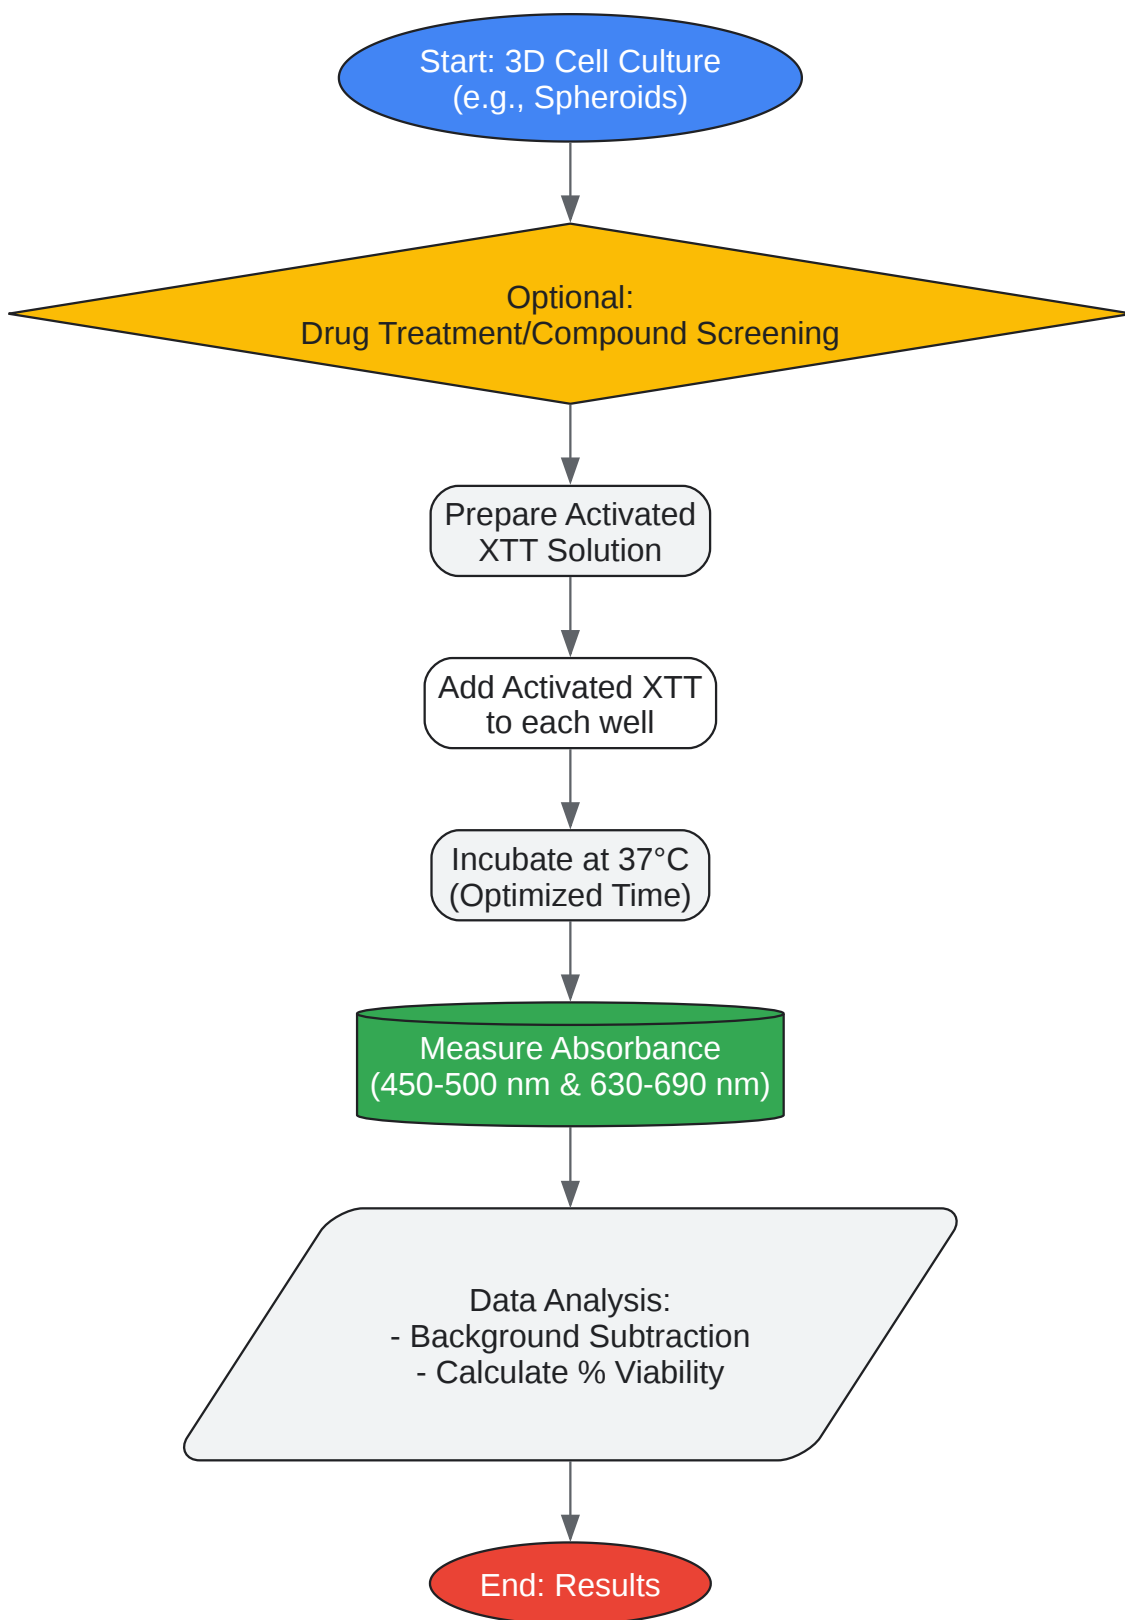 Start: 3D Cell Culture
(e.g., Spheroids)
Optional:
Drug Treatment/Compound Screening
Prepare Activated
XTT Solution
Add Activated XTT
to each well
Incubate at 37°C
(Optimized Time)
Measure Absorbance
(450-500 nm & 630-690 nm)
Data Analysis:
- Background Subtraction
- Calculate % Viability
End: Results